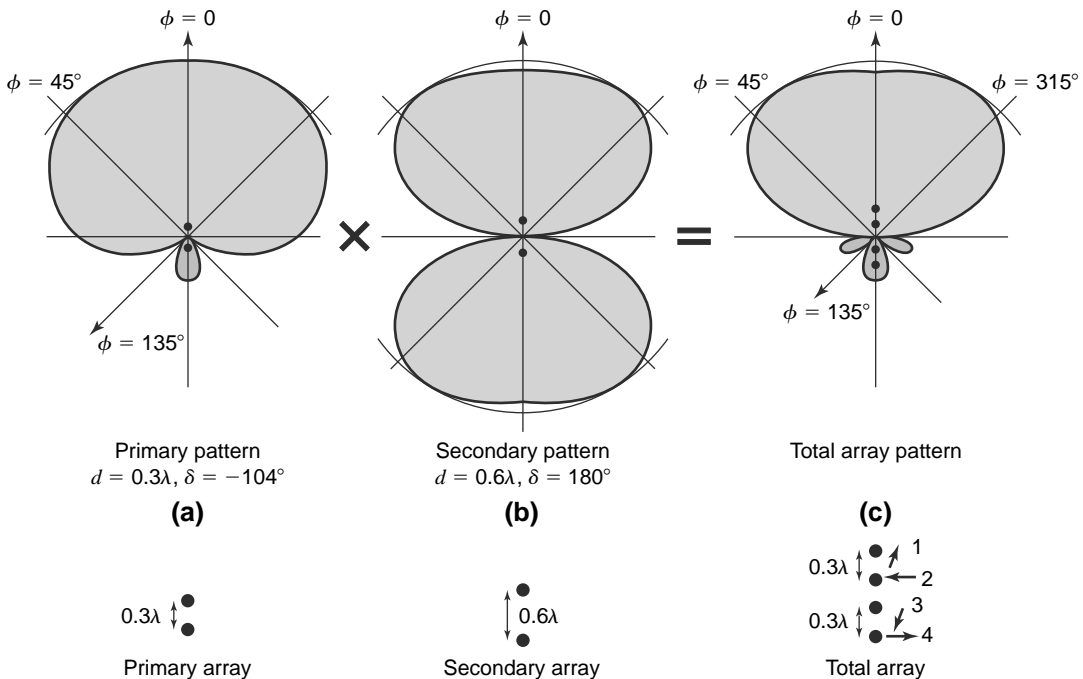 ϕ = 0
ϕ = 0
ϕ = 0
ϕ = 45°
ϕ = 45°
ϕ = 315°
×
=
ϕ = 135°
ϕ = 135°
Primary pattern
d = 0.3λ, δ = −104°
(a)
Secondary pattern
d = 0.6λ, δ = 180°
(b)
Total array pattern
(c)
0.3λ
Primary array
0.6λ
Secondary array
0.3λ
1
2
0.3λ
3
4
Total array